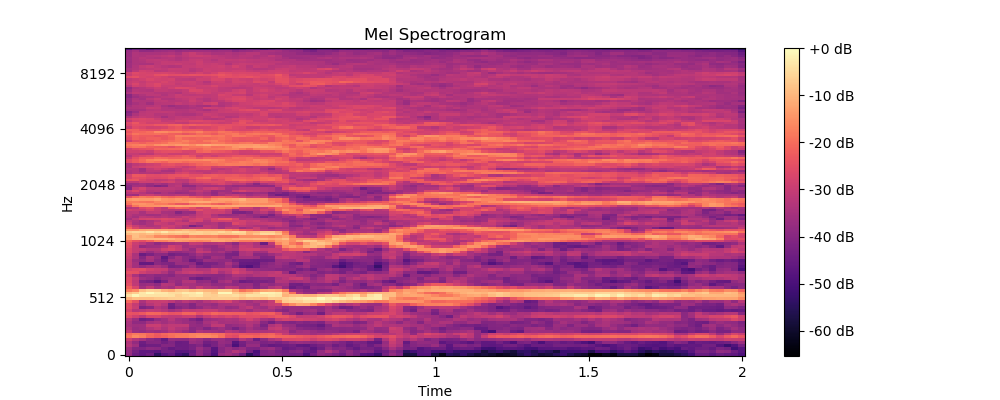 Mel Spectrogram
Hz
8192
4096
2048
1024
512
0
0 0.5 1 1.5 2
Time
+0 dB
-10 dB
-20 dB
-30 dB
-40 dB
-50 dB
-60 dB